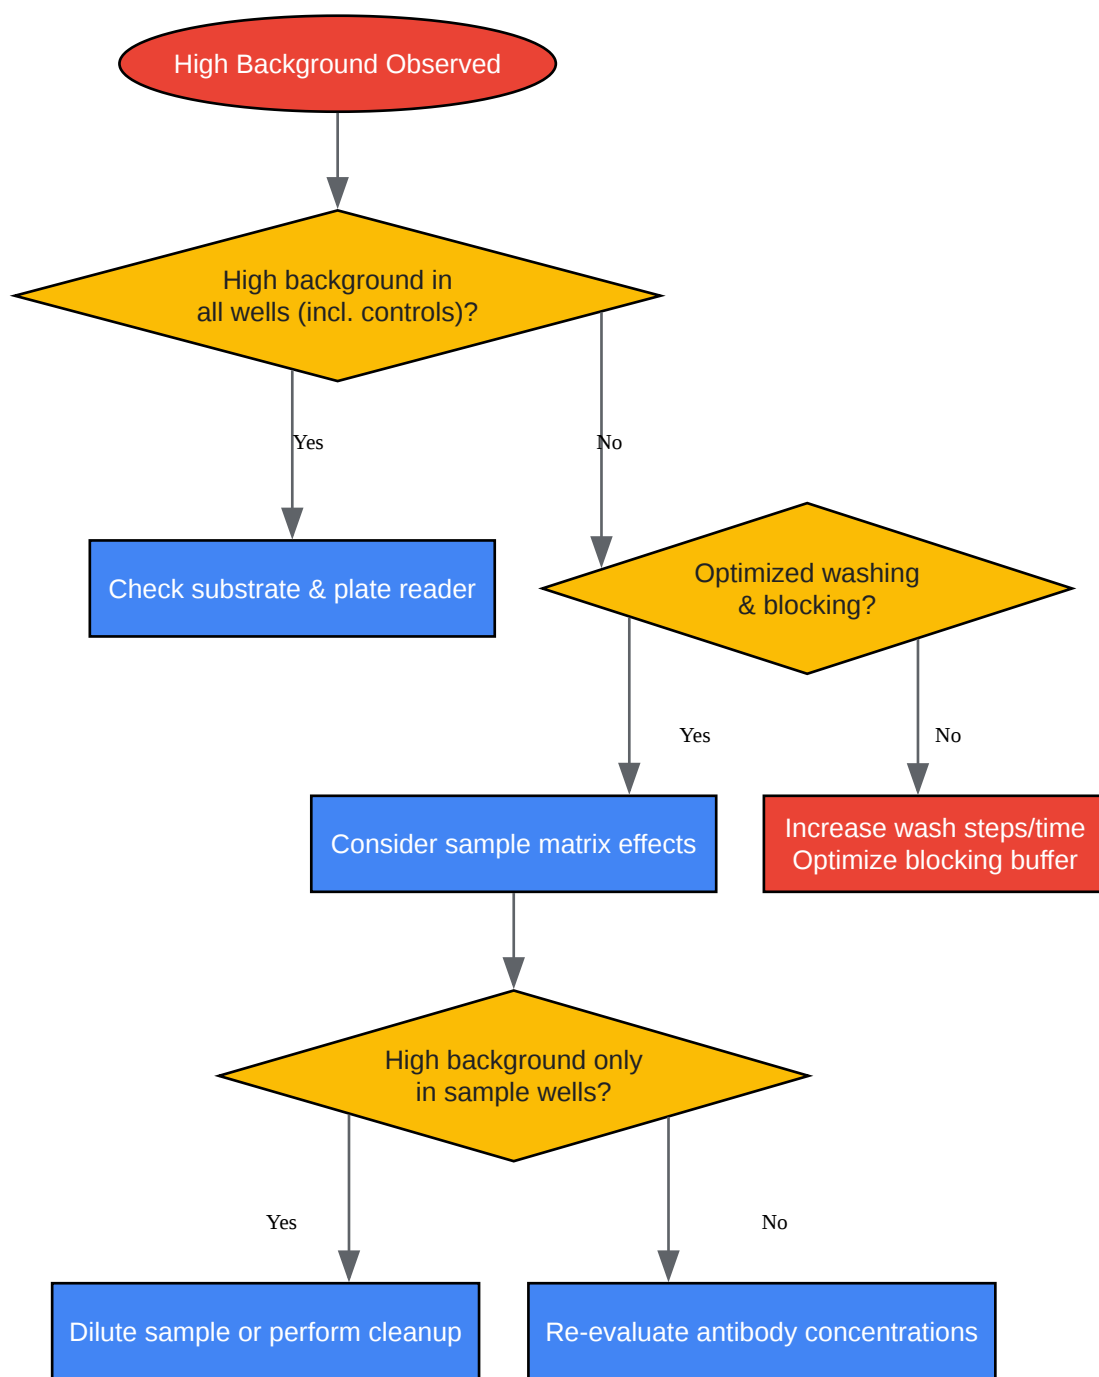 High Background Observed
High background in
all wells (incl. controls)?
Yes
No
Check substrate & plate reader
Optimized washing
& blocking?
Yes
No
Consider sample matrix effects
Increase wash steps/time
Optimize blocking buffer
High background only
in sample wells?
Yes
No
Dilute sample or perform cleanup
Re-evaluate antibody concentrations